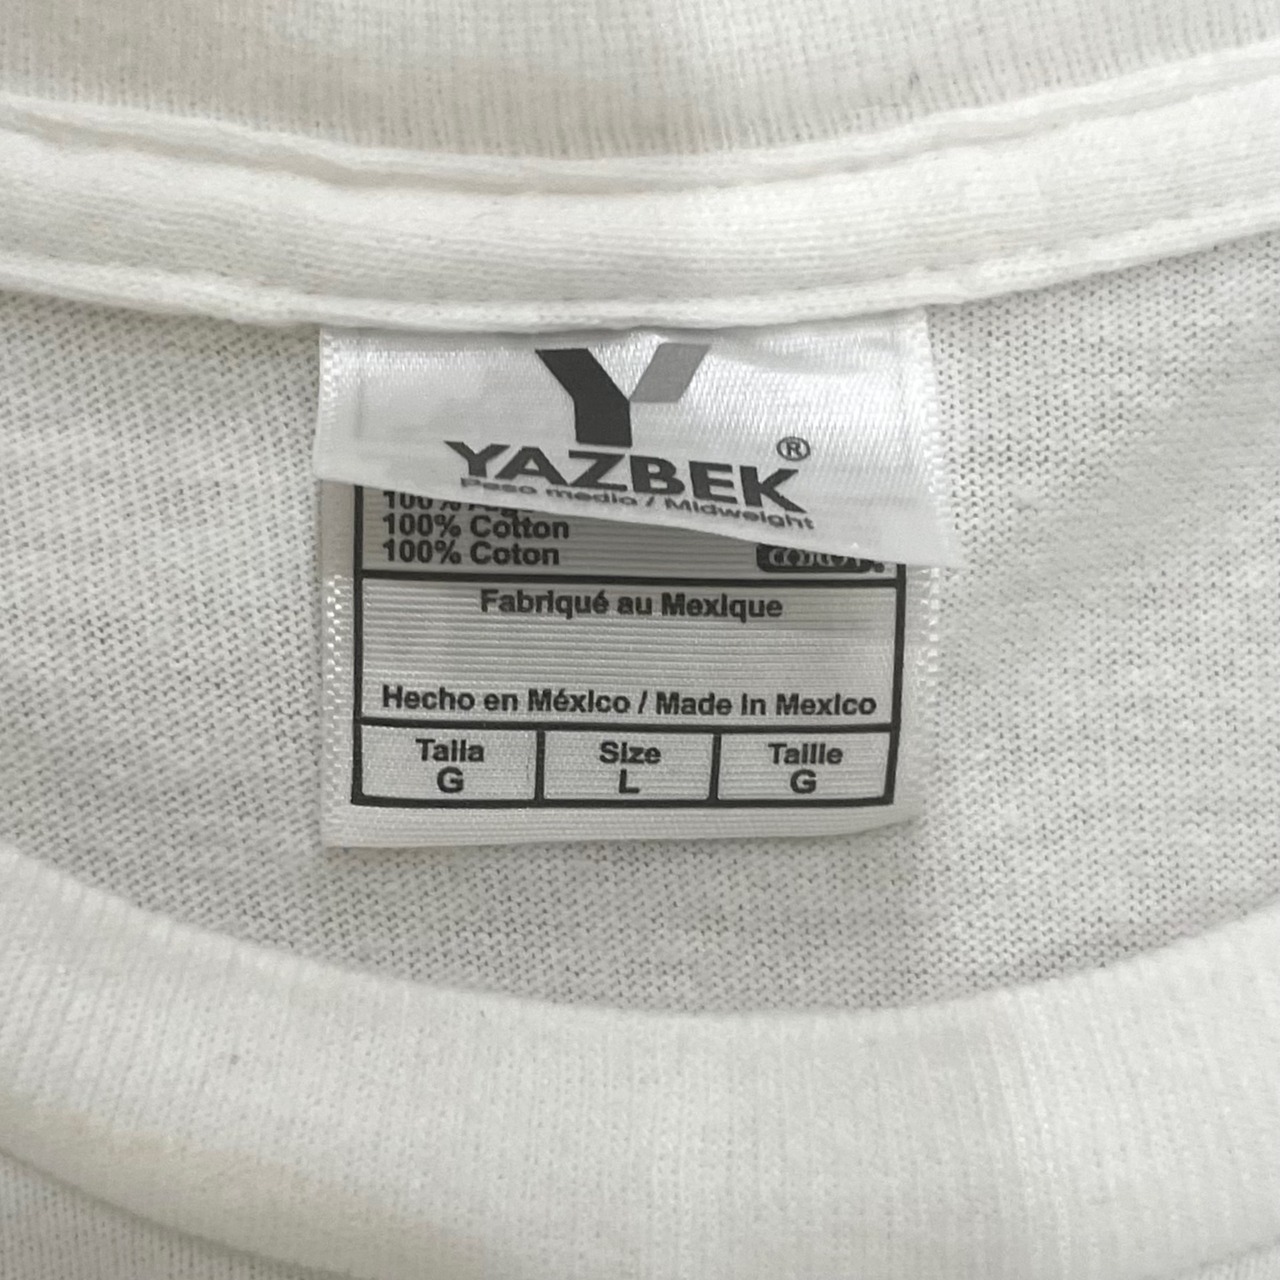 Y
YAZBEK®
Peso medio / Midweight
100%
100% Cotton
100% Coton
Fabriqué au Mexique
Hecho en México / Made in Mexico
Talla Size Taille
G L G